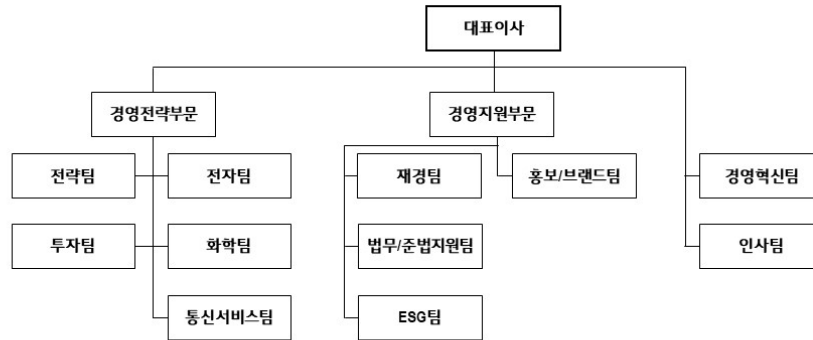 대표이사
경영전략부문
경영지원부문
전략팀
전자팀
재경팀
홍보/브랜드팀
경영혁신팀
투자팀
화학팀
법무/준법지원팀
인사팀
통신서비스팀
ESG팀